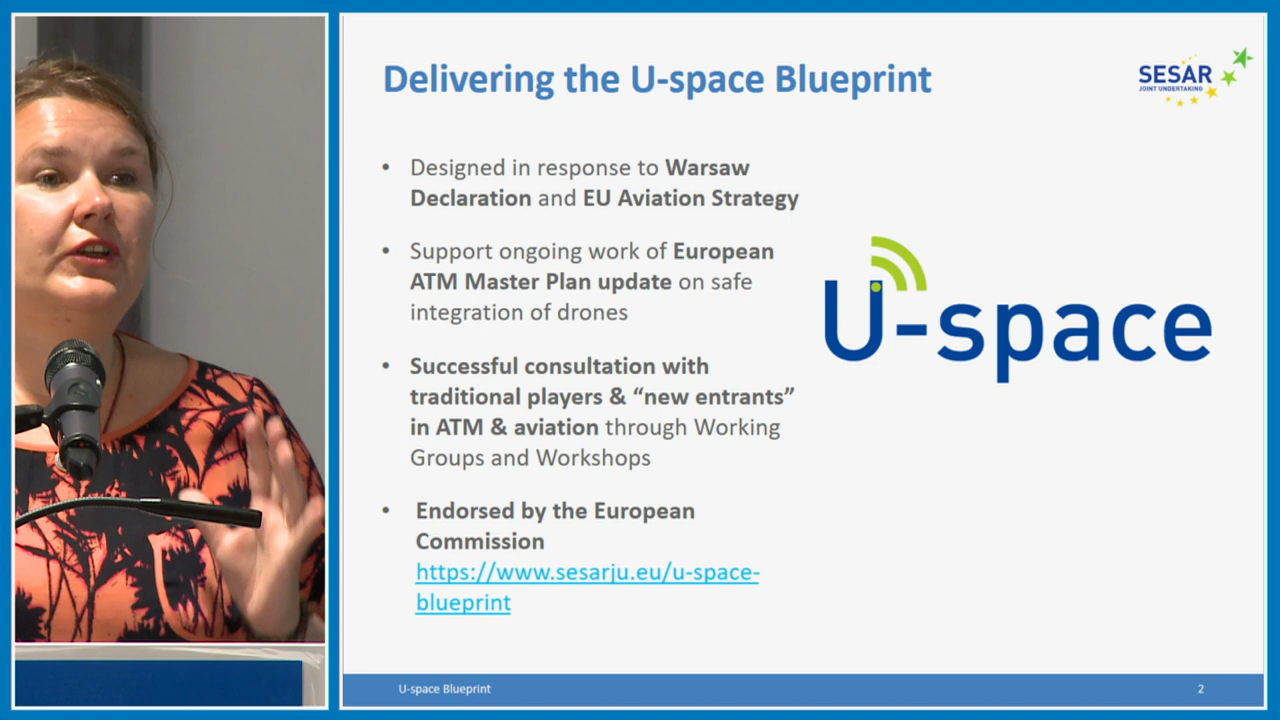 Delivering the U-space Blueprint
SESAR
JOINT UNDERTAKING
• Designed in response to Warsaw
Declaration and EU Aviation Strategy
• Support ongoing work of European
ATM Master Plan update on safe
integration of drones
• Successful consultation with
traditional players & “new entrants”
in ATM & aviation through Working
Groups and Workshops
• Endorsed by the European
Commission
https://www.sesarju.eu/u-space-
blueprint
U-space
U-space Blueprint
2